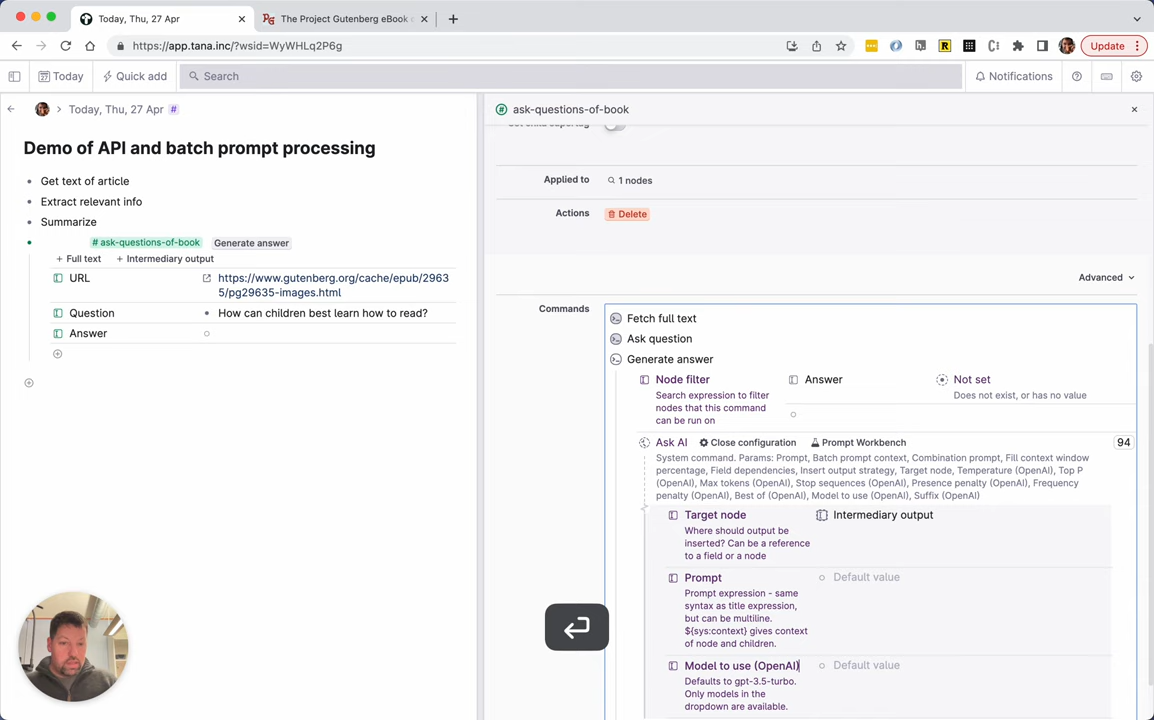 Today, Thu, 27 Apr
The Project Gutenberg eBook
Update
https://app.tana.inc/?wsid=WyWHLq2P6g
Today
Quick add
Search
Notifications
Today, Thu, 27 Apr #
Demo of API and batch prompt processing
Get text of article
Extract relevant info
Summarize
# ask-questions-of-book Generate answer
+ Full text + Intermediary output
URL
https://www.gutenberg.org/cache/epub/2963
5/pg29635-images.html
Question
How can children best learn how to read?
Answer
ask-questions-of-book
Applied to
1 nodes
Actions
Delete
Advanced
Commands
Fetch full text
Ask question
Generate answer
Node filter
Search expression to filter
nodes that this command
can be run on
Answer
Not set
Does not exist, or has no value
Ask AI Close configuration Prompt Workbench 94
System command. Params: Prompt, Batch prompt context, Combination prompt, Fill context window
percentage, Field dependencies, Insert output strategy, Target node, Temperature (OpenAI), Top P
(OpenAI), Max tokens (OpenAI), Stop sequences (OpenAI), Presence penalty (OpenAI), Frequency
penalty (OpenAI), Best of (OpenAI), Model to use (OpenAI), Suffix (OpenAI)
Target node
Where should output be
inserted? Can be a reference
to a field or a node
Intermediary output
Prompt
Prompt expression - same
syntax as title expression,
but can be multiline.
${sys:context} gives context
of node and children.
Default value
Model to use (OpenAI)
Defaults to gpt-3.5-turbo.
Only models in the
dropdown are available.
Default value